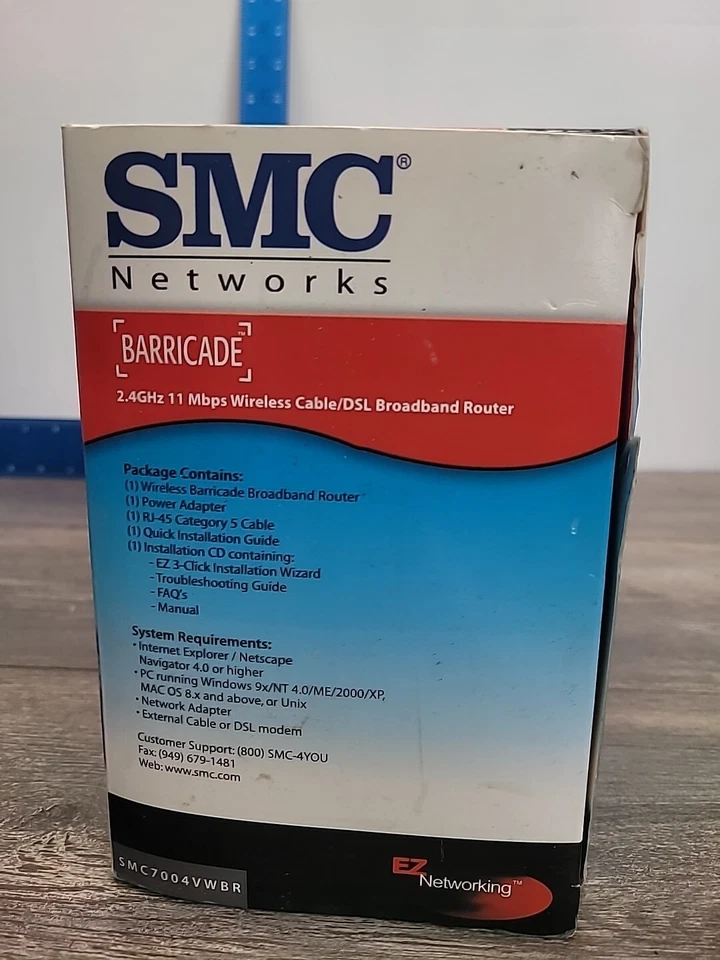 SMC®
Networks
BARRICADE™
2.4GHz 11 Mbps Wireless Cable/DSL Broadband Router
Package Contains:
(1) Wireless Barricade Broadband Router
(1) Power Adapter
(1) RJ-45 Category 5 Cable
(1) Quick Installation Guide
(1) Installation CD containing:
- EZ 3-Click Installation Wizard
- Troubleshooting Guide
- FAQ's
- Manual
System Requirements:
• Internet Explorer / Netscape
Navigator 4.0 or higher
• PC running Windows 9x/NT 4.0/ME/2000/XP,
MAC OS 8.x and above, or Unix
• Network Adapter
• External Cable or DSL modem
Customer Support: (800) SMC-4YOU
Fax: (949) 679-1481
Web: www.smc.com
SMC7004VWBR
EZ
Networking™